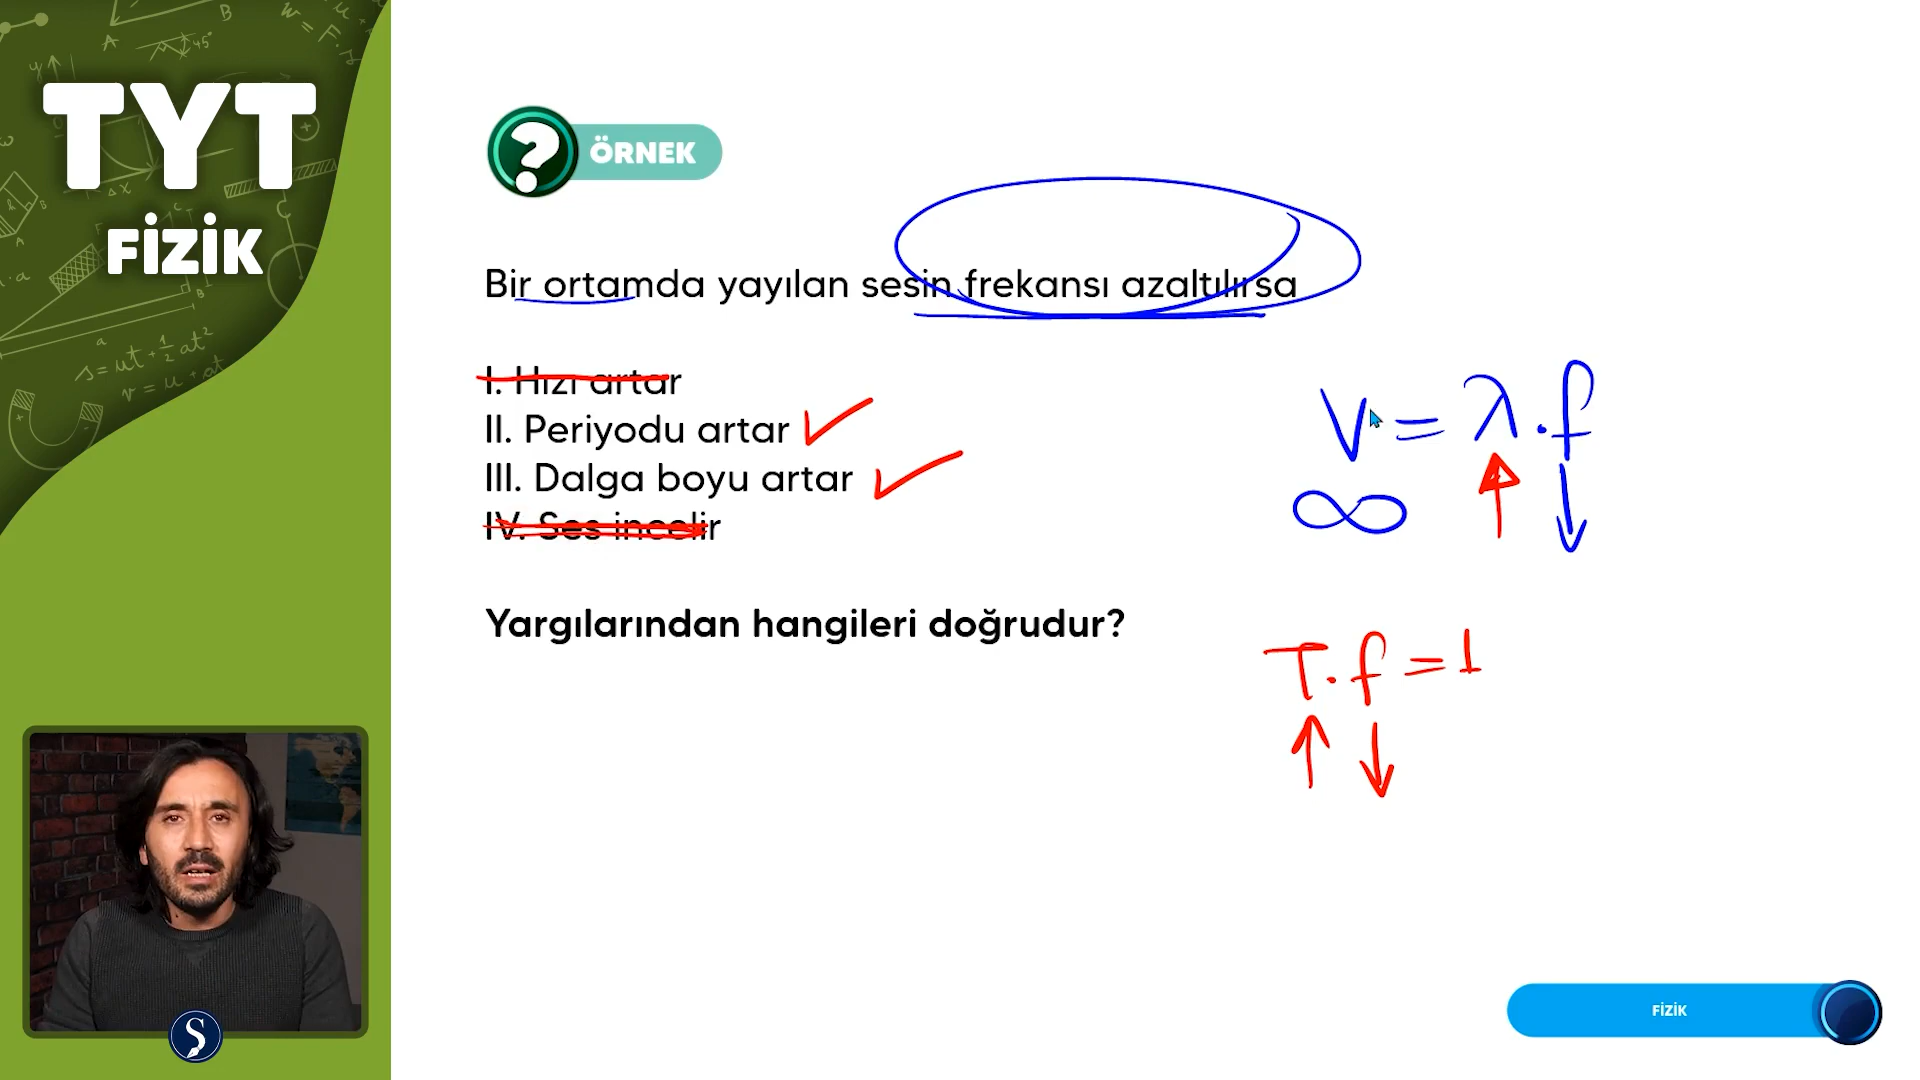 TYT
FİZİK
ÖRNEK
Bir ortamda yayılan sesin frekansı azaltılırsa
I. Hızı artar
II. Periyodu artar
III. Dalga boyu artar
IV. Ses incelir
Yargılarından hangileri doğrudur?
V = λ . f
∞
T . f = 1
FİZİK